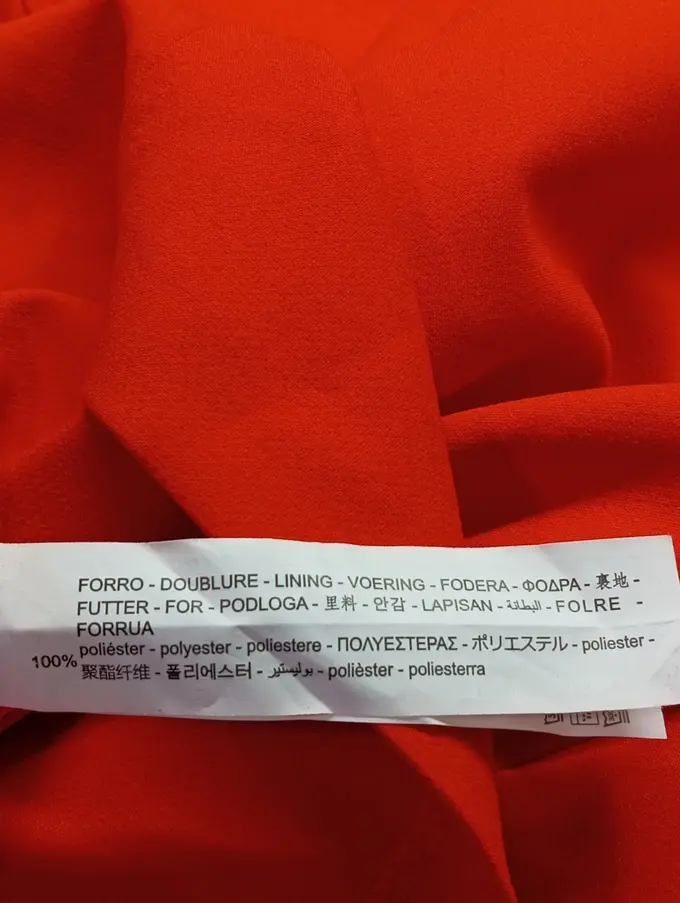 FORRO - DOUBLURE - LINING - VOERING - FODERA - ΦΟΔΡΑ - 裏地 -
FUTTER - FOR - PODLOGA - 里料 - 안감 - LAPISAN - البطانة - FOLRE -
FORRUA
100% poliéster - polyester - poliestere - ΠΟΛΥΕΣΤΕΡΑΣ - ポリエステル - poliester -
聚酯纤维 - 폴리에스터 - بوليستير - polièster - poliesterra